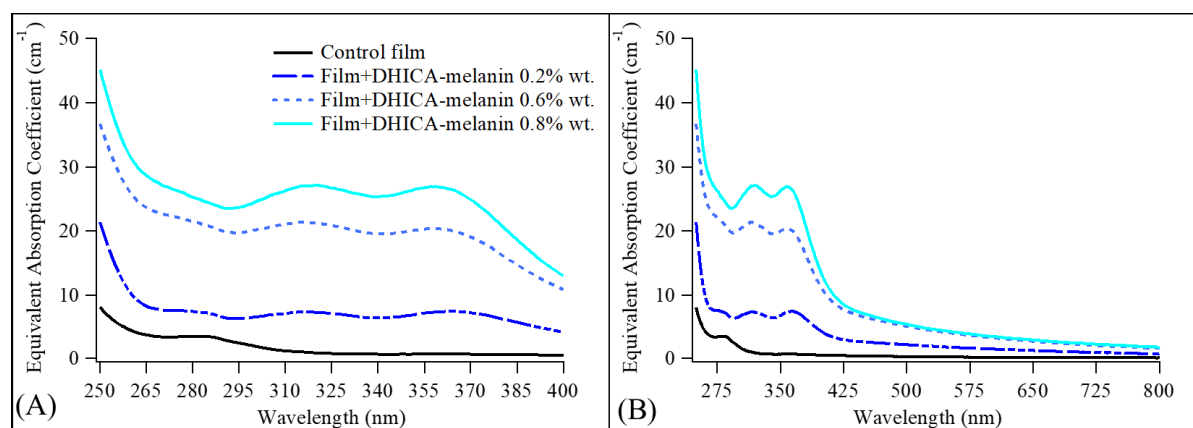 50
40
30
20
10
0
Equivalent Absorption Coefficient (cm-1)
Control film
Film+DHICA-melanin 0.2% wt.
Film+DHICA-melanin 0.6% wt.
Film+DHICA-melanin 0.8% wt.
250 265 280 295 310 325 340 355 370 385 400
Wavelength (nm)
(A)
50
40
30
20
10
0
Equivalent Absorption Coefficient (cm-1)
275 350 425 500 575 650 725 800
Wavelength (nm)
(B)